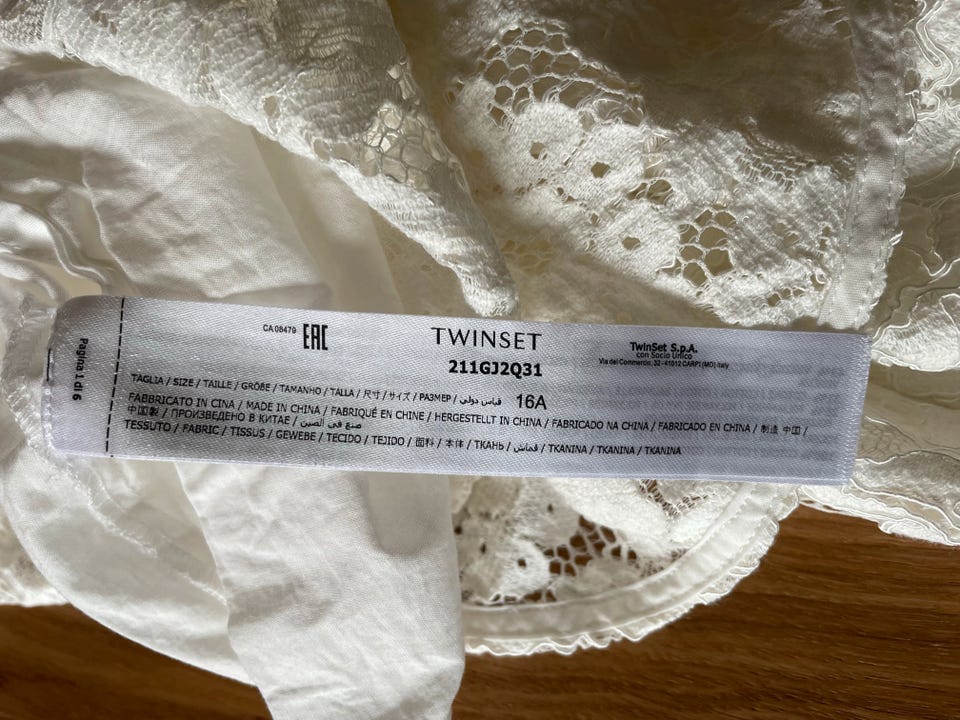 Pagina 1 di 6
CA 08479 EAC
TWINSET
211GJ2Q31
TwinSet S.p.A.
con Socio Unico
Via del Commercio, 32 - 41012 CARPI (MO) Italy
TAGLIA / SIZE / TAILLE / GRÖßE / TAMANHO / TALLA / 尺寸 / サイズ / РАЗМЕР / قياس دولي 16A
FABBRICATO IN CINA / MADE IN CHINA / FABRIQUÉ EN CHINE / HERGESTELLT IN CHINA / FABRICADO NA CHINA / FABRICADO EN CHINA / 制造 中国 /
中国製 / ПРОИЗВЕДЕНО В КИТАЕ / صنع في الصين
TESSUTO / FABRIC / TISSUS / GEWEBE / TECIDO / TEJIDO / 面料 / 本体 / ТКАНЬ / قماش / TKANINA / TKANINA / TKANINA